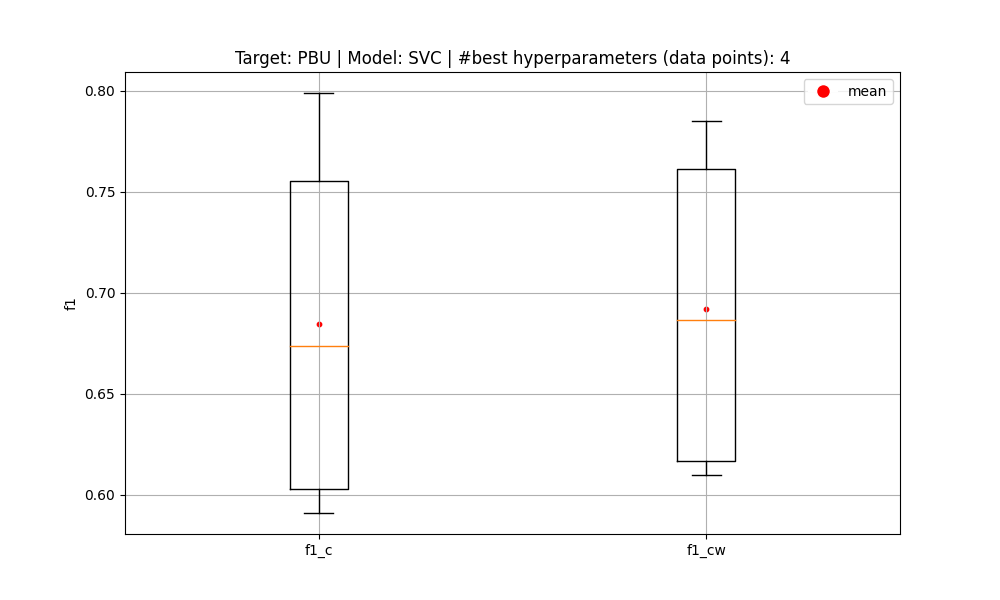 Target: PBU | Model: SVC | #best hyperparameters (data points): 4
mean
0.80
0.75
0.70
0.65
0.60
f1
f1_c
f1_cw